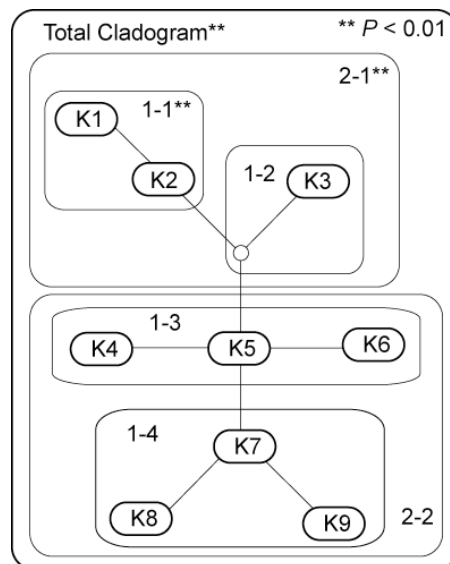 Total Cladogram** ** P < 0.01
2-1**
1-1**
K1
K2
1-2 K3
1-3
K4 K5 K6
1-4
K7
K8 K9
2-2